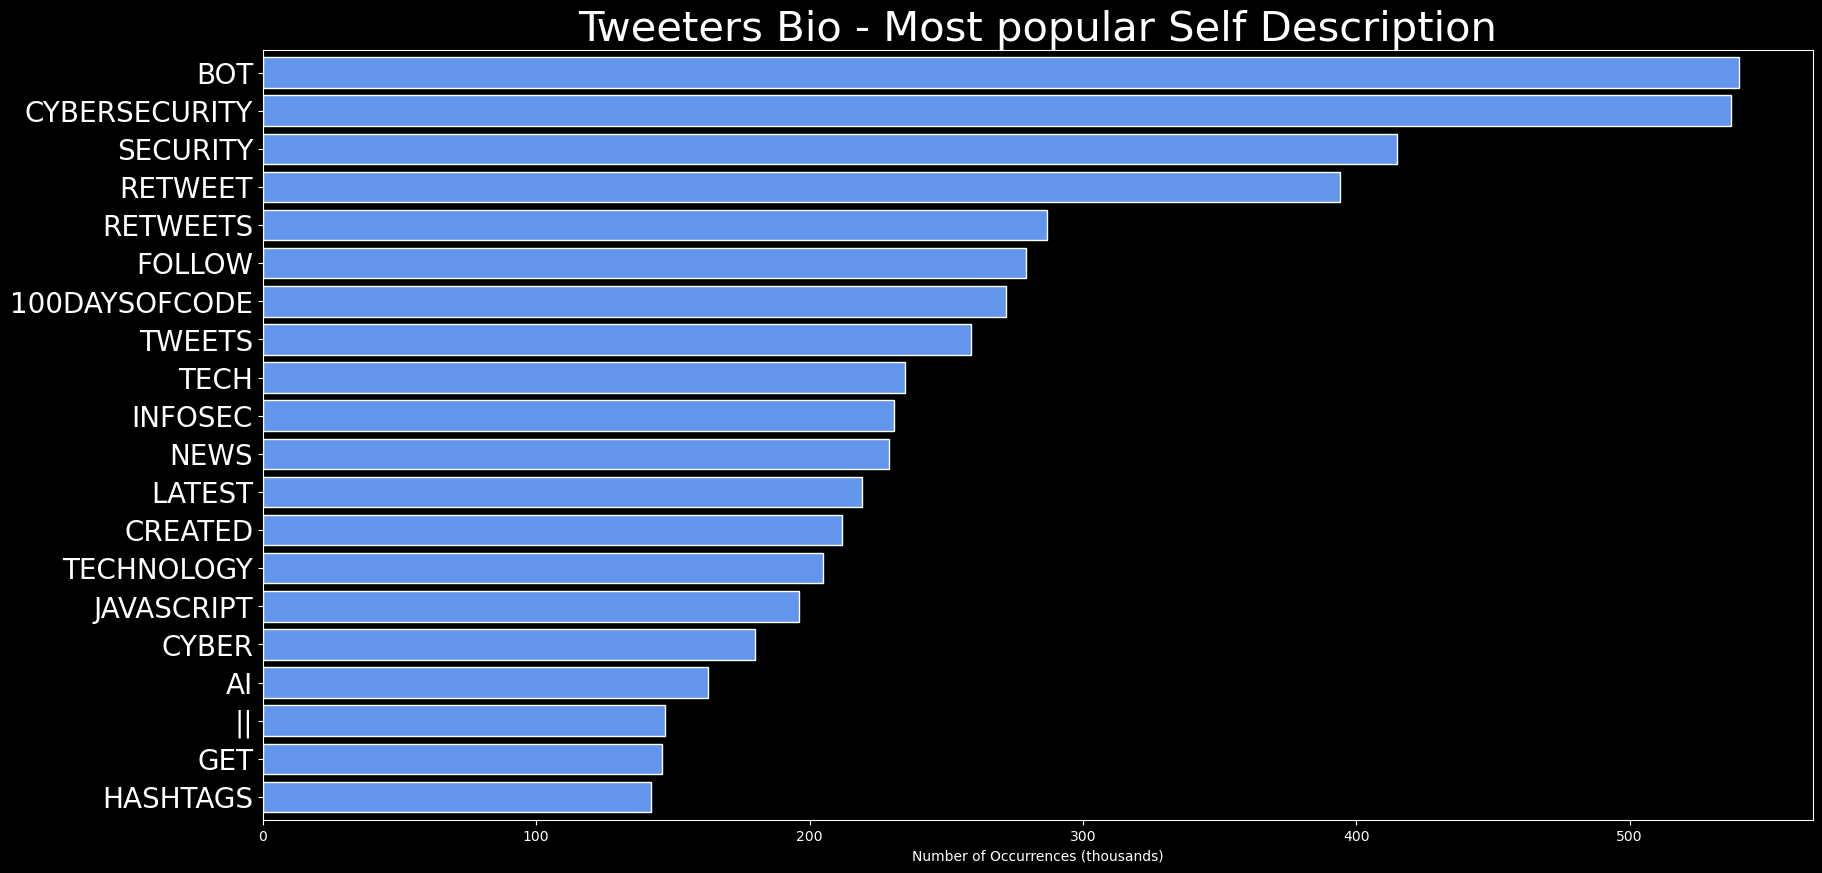 Tweeters Bio - Most popular Self Description
BOT
CYBERSECURITY
SECURITY
RETWEET
RETWEETS
FOLLOW
100DAYSOFCODE
TWEETS
TECH
INFOSEC
NEWS
LATEST
CREATED
TECHNOLOGY
JAVASCRIPT
CYBER
AI
||
GET
HASHTAGS
0 100 200 300 400 500
Number of Occurrences (thousands)